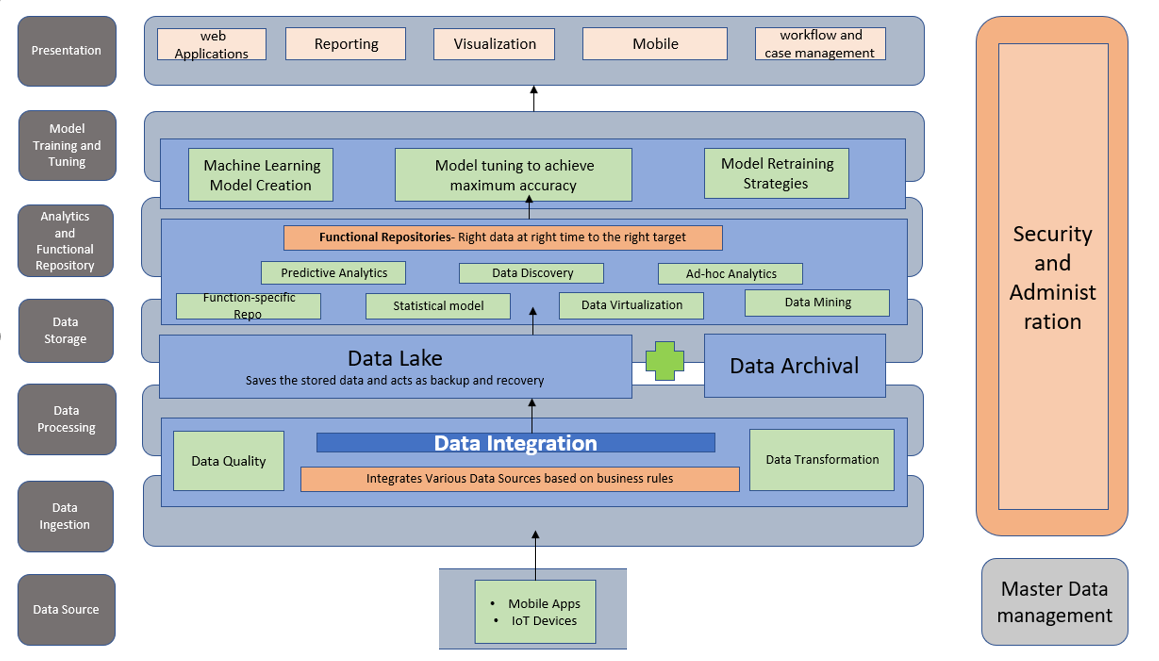 Presentation
web
Applications
Reporting
Visualization
Mobile
workflow and
case management
Model
Training and
Tuning
Machine Learning
Model Creation
Model tuning to achieve
maximum accuracy
Model Retraining
Strategies
Analytics
and
Functional
Repository
Functional Repositories- Right data at right time to the right target
Predictive Analytics
Data Discovery
Ad-hoc Analytics
Function-specific
Repo
Statistical model
Data Virtualization
Data Mining
Data
Storage
Data Lake
Saves the stored data and acts as backup and recovery
Data Archival
Data
Processing
Data Quality
Data Integration
Integrates Various Data Sources based on business rules
Data Transformation
Data
Ingestion
Data Source
• Mobile Apps
• IoT Devices
Security
and
Administ
ration
Master Data
management